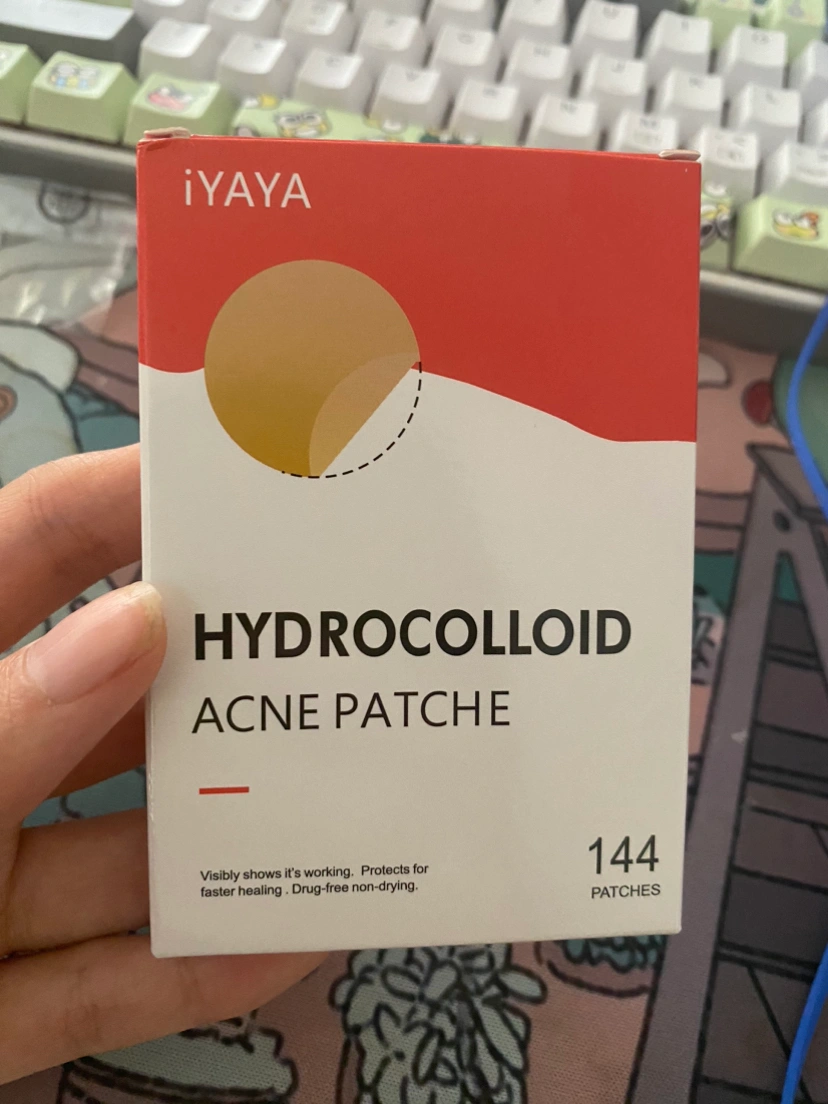 iYAYA
HYDROCOLLOID
ACNE PATCHE
Visibly shows it's working. Protects for
faster healing . Drug-free non-drying.
144
PATCHES